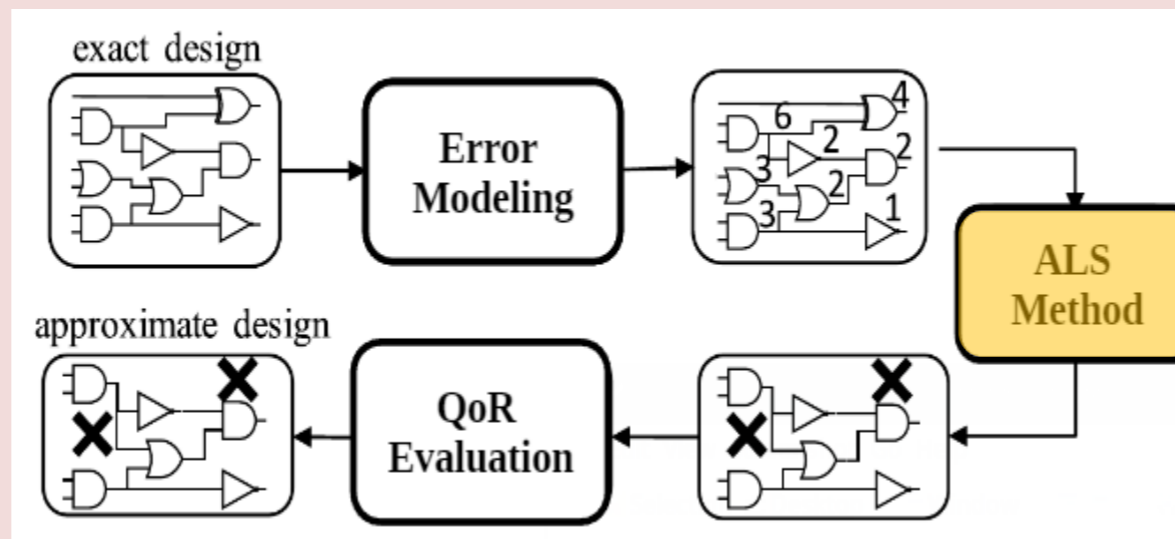 exact design
Error
Modeling
4
6
2
2
3
2
3
1
ALS
Method
approximate design
QoR
Evaluation